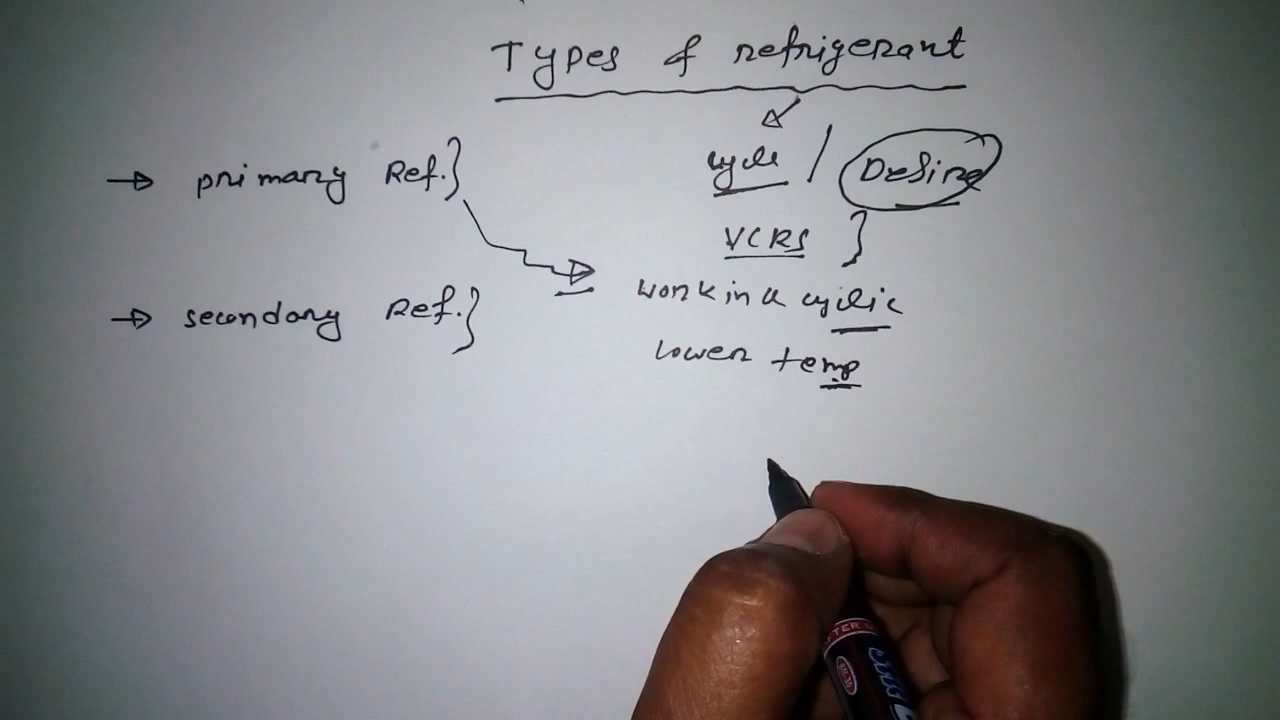 Types of refrigerant
cycle / Desire
→ primary Ref.}
VCRS }
work in a cyclic
→ secondary Ref.}
lower temp